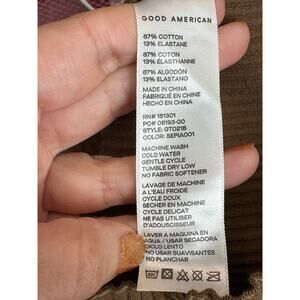 GOOD AMERICAN
87% COTTON
13% ELASTANE
87% COTON
13% ÉLASTHANNE
87% ALGODÓN
13% ELASTANO
MADE IN CHINA
FABRIQUÉ EN CHINE
HECHO EN CHINA
RN# 151301
PO# 06193-00
STYLE: GTO218
COLOR: SEPIA001
MACHINE WASH
COLD WATER
GENTLE CYCLE
TUMBLE DRY LOW
NO FABRIC SOFTENER
LAVAGE DE MACHINE
A L'EAU FROIDE
CYCLE DOUX
SECHER EN MACHINE
CYCLE DELICAT
NE PAS UTILISER
D'ADOUSCISSEUR
LAVER A MAQUINA EN
AGUA / USAR SECADORA
CICLO LENTO
NO USAR SUAVISANTES
NO PLANCHAR